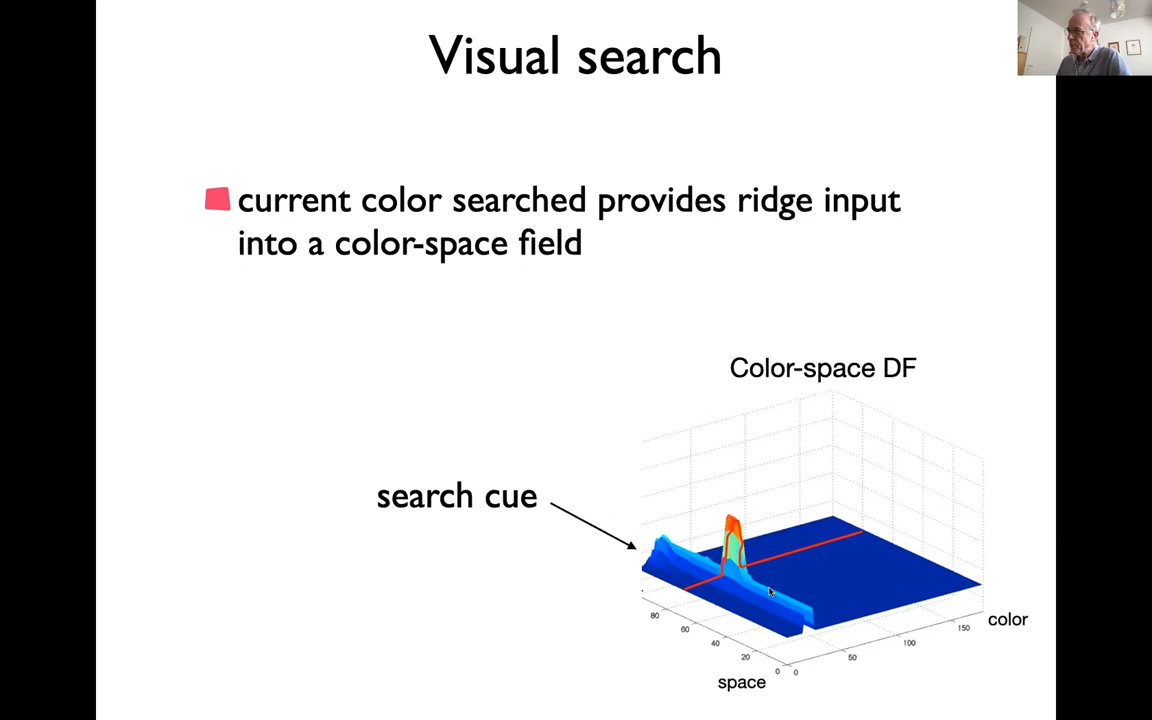 Visual search
current color searched provides ridge input
into a color-space field
Color-space DF
search cue
80
60
40
20
0
0
50
100
150
color
space